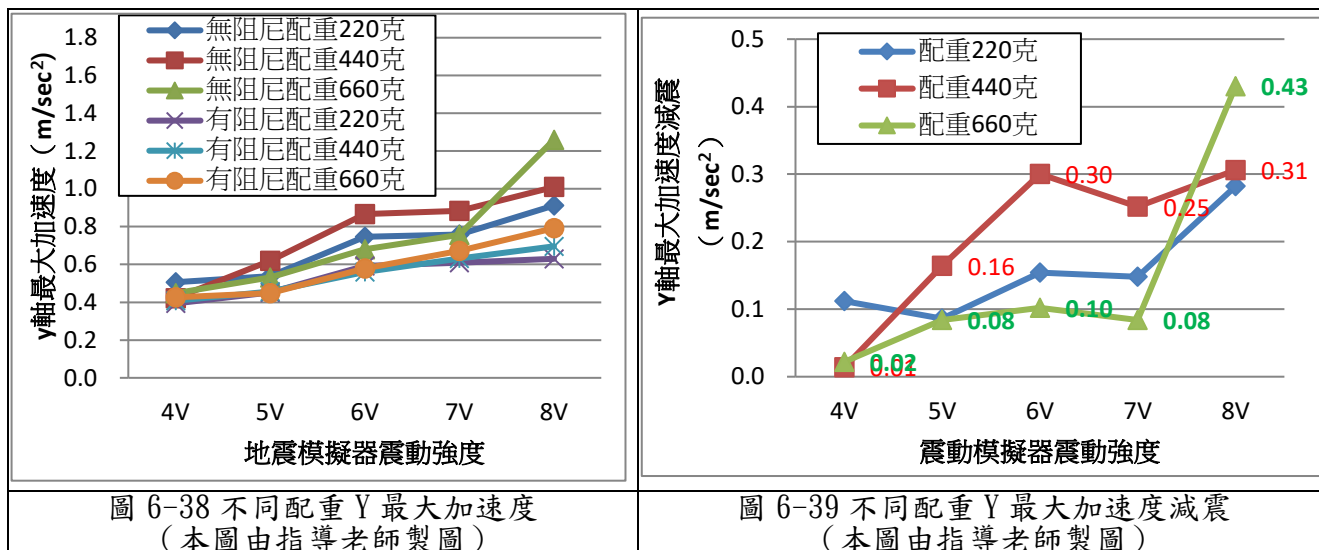 y軸最大加速度（m/sec²)
1.8
1.6
1.4
1.2
1.0
0.8
0.6
0.4
0.2
0.0
無阻尼配重220克
無阻尼配重440克
無阻尼配重660克
有阻尼配重220克
有阻尼配重440克
有阻尼配重660克
4V
5V
6V
7V
8V
地震模擬器震動強度
圖 6-38 不同配重 Y 最大加速度
（本圖由指導老師製圖）
Y軸最大加速度減震
（m/sec²）
0.5
0.4
0.3
0.2
0.1
0.0
配重220克
配重440克
配重660克
0.01
0.16
0.30
0.25
0.31
0.02
0.08
0.10
0.08
0.43
4V
5V
6V
7V
8V
震動模擬器震動強度
圖 6-39 不同配重 Y 最大加速度減震
（本圖由指導老師製圖）